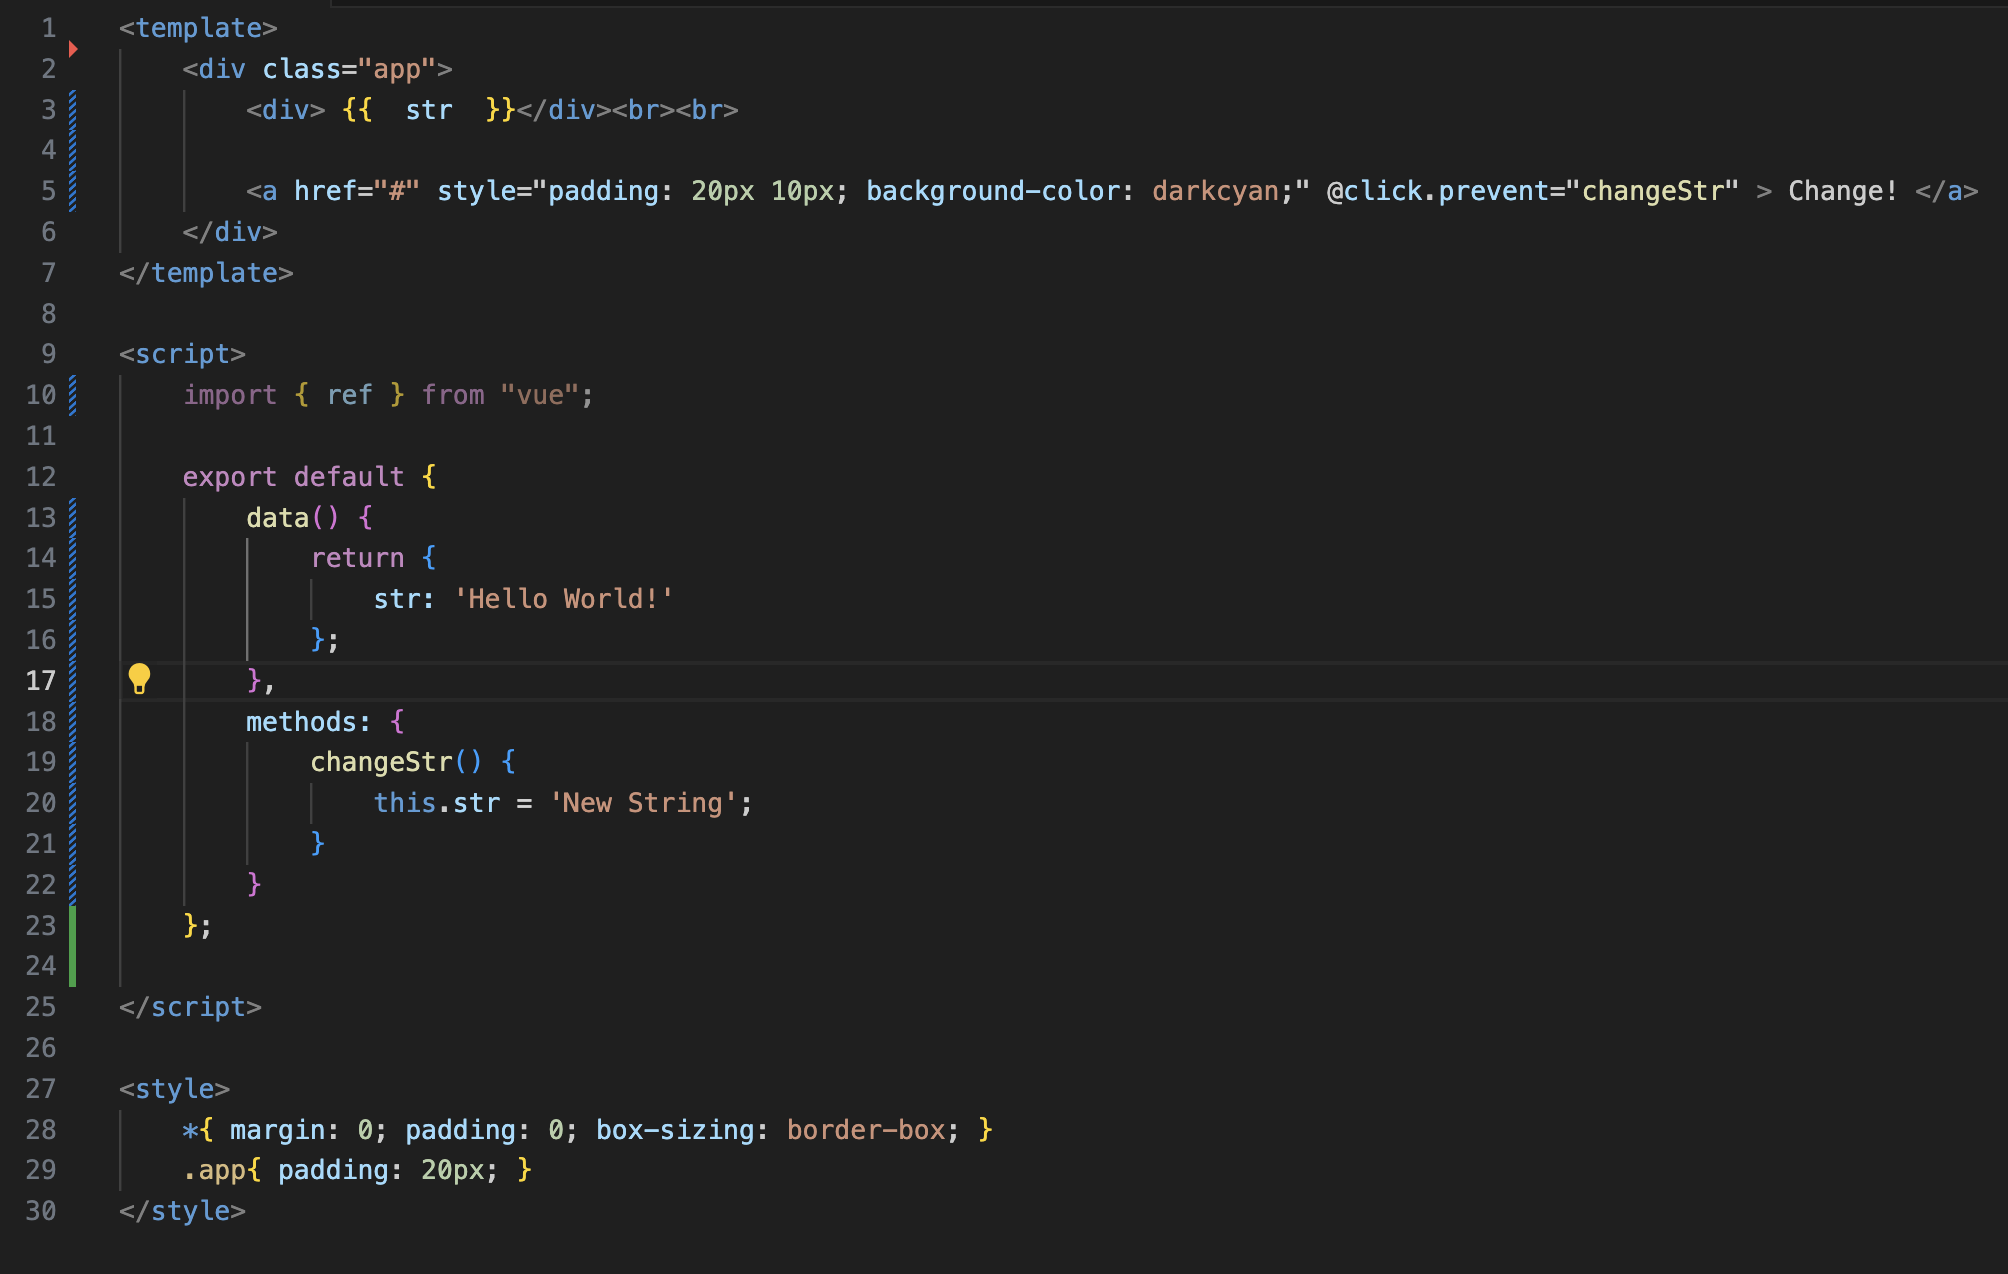 1 <template>
2     <div class="app">
3         <div> {{  str  }}</div><br><br>
4
5         <a href="#" style="padding: 20px 10px; background-color: darkcyan;" @click.prevent="changeStr" > Change! </a>
6     </div>
7 </template>
8
9 <script>
10     import { ref } from "vue";
11
12     export default {
13         data() {
14             return {
15                 str: 'Hello World!'
16             };
17         },
18         methods: {
19             changeStr() {
20                 this.str = 'New String';
21             }
22         }
23     };
24
25 </script>
26
27 <style>
28     *{ margin: 0; padding: 0; box-sizing: border-box; }
29     .app{ padding: 20px; }
30 </style>